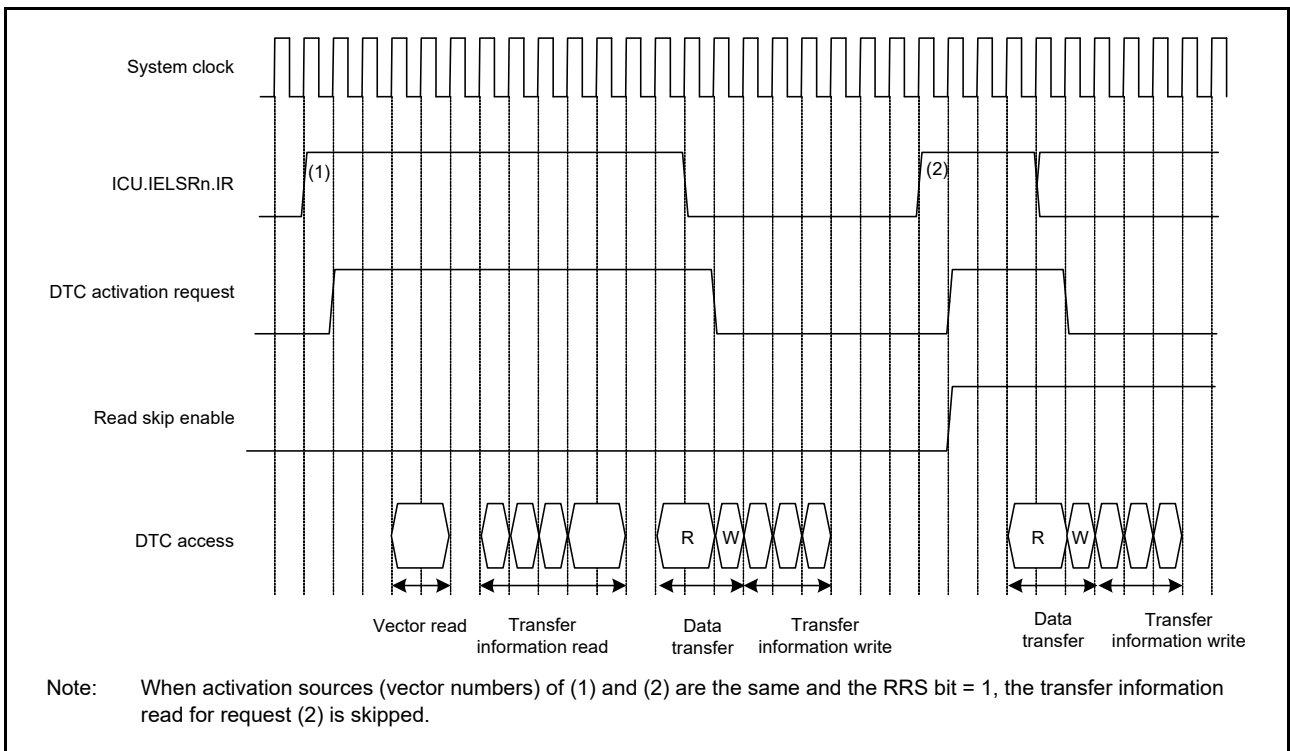 System clock
ICU.IELSRn.IR
(1)
(2)
DTC activation request
Read skip enable
DTC access
R
W
R
W
Vector read
Transfer
information read
Data
transfer
Transfer
information write
Data
transfer
Transfer
information write
Note: When activation sources (vector numbers) of (1) and (2) are the same and the RRS bit = 1, the transfer information
read for request (2) is skipped.